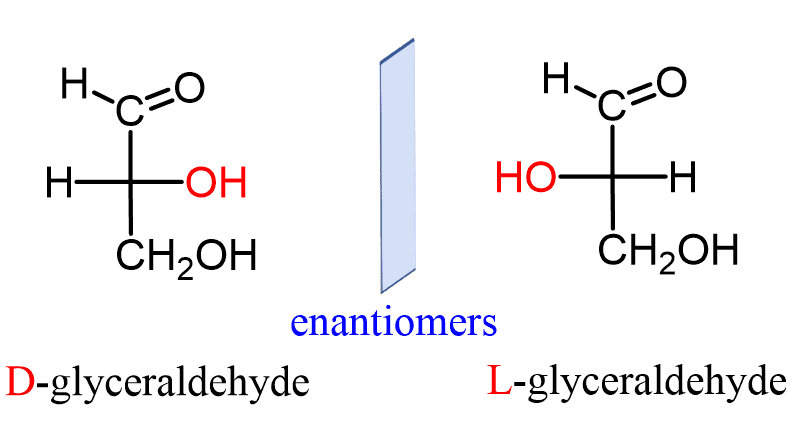 H O H O
C C
H OH HO H
CH2OH CH2OH
enantiomers
D-glyceraldehyde L-glyceraldehyde